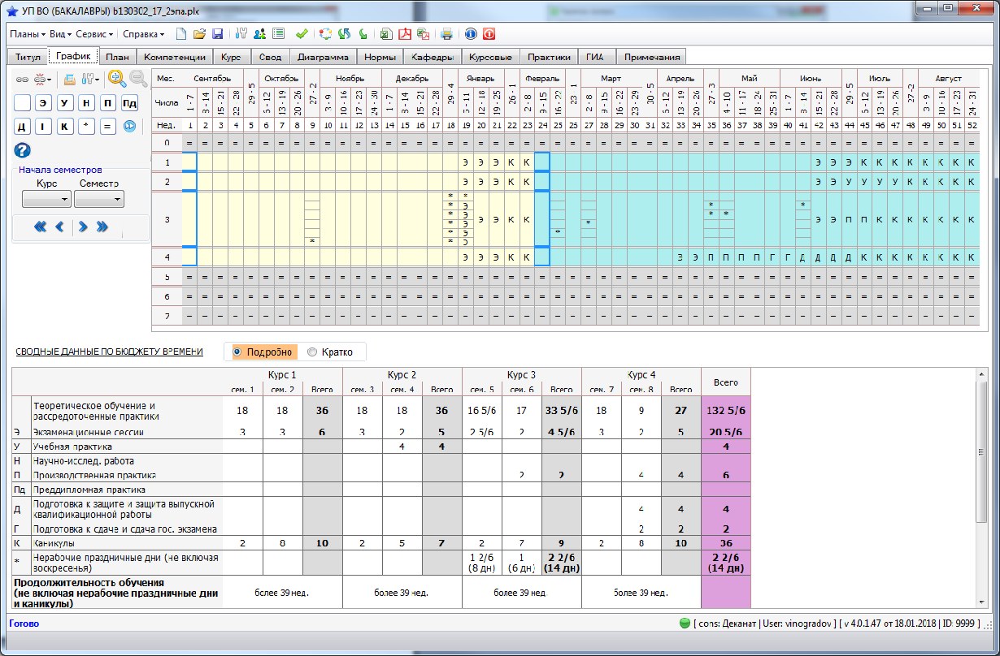 УП ВО (БАКАЛАВРЫ) b130302_17_2эпа.plx
Планы Вид Сервис Справка
Титул График План Компетенции Курс Свод Диаграмма Нормы Кафедры Курсовые Практики ГИА Примечания
Мес. Сентябрь 29 - 5 Октябрь 27 - 2 Ноябрь Декабрь 29 - 4 Январь 26 - 1 Февраль 23 - 1 Март 30 - 5 Апрель 27 - 3 Май Июнь 29 - 5 Июль 27 - 2 Август
Числа 1 - 7 8 - 14 15 - 21 22 - 28 6 - 12 13 - 19 20 - 26 3 - 9 10 - 16 17 - 23 24 - 30 1 - 7 8 - 14 15 - 21 22 - 28 5 - 11 12 - 18 19 - 25 2 - 8 9 - 15 16 - 22 2 - 8 9 - 15 16 - 22 23 - 29 6 - 12 13 - 19 20 - 26 4 - 10 11 - 17 18 - 24 25 - 31 1 - 7 8 - 14 15 - 21 22 - 28 6 - 12 13 - 19 20 - 26 3 - 9 10 - 16 17 - 23 24 - 31
Нед. 1 2 3 4 5 6 7 8 9 10 11 12 13 14 15 16 17 18 19 20 21 22 23 24 25 26 27 28 29 30 31 32 33 34 35 36 37 38 39 40 41 42 43 44 45 46 47 48 49 50 51 52
Э У Н П Пд
Д Г К * =
Начала семестров
Курс Семестр
0 = = = = = = = = = = = = = = = = = = = = = = = = = = = = = = = = = = = = = = = = = = = = = = = = = = = =
1 Э Э Э К К Э Э Э К К К К К К К К
2 Э Э Э К К Э Э У У У У К К К К К
* *
* Э * *
* Э * *
3 * Э Э Э К К * Э Э П П К К К К К К К
* Э *
* * Э
4 Э Э Э К К Э Э П П П П Г Г Д Д Д Д К К К К К К К К
5 = = = = = = = = = = = = = = = = = = = = = = = = = = = = = = = = = = = = = = = = = = = = = = = = = = = =
6 = = = = = = = = = = = = = = = = = = = = = = = = = = = = = = = = = = = = = = = = = = = = = = = = = = = =
7 = = = = = = = = = = = = = = = = = = = = = = = = = = = = = = = = = = = = = = = = = = = = = = = = = = = =
СВОДНЫЕ ДАННЫЕ ПО БЮДЖЕТУ ВРЕМЕНИ Подробно Кратко
Курс 1 Курс 2 Курс 3 Курс 4 Всего
сем. 1 сем. 2 Всего сем. 3 сем. 4 Всего сем. 5 сем. 6 Всего сем. 7 сем. 8 Всего
Теоретическое обучение и
рассредоточенные практики 18 18 36 18 18 36 16 5/6 17 33 5/6 18 9 27 132 5/6
Э Экзаменационные сессии 3 3 6 3 2 5 2 5/6 2 4 5/6 3 2 5 20 5/6
У Учебная практика 4 4 4
Н Научно-исслед. работа
П Производственная практика 2 2 4 4 6
Пд Преддипломная практика
Д Подготовка к защите и защита выпускной
квалификационной работы 4 4 4
Г Подготовка к сдаче и сдача гос. экзамена 2 2 2
К Каникулы 2 8 10 2 5 7 2 7 9 2 8 10 36
* Нерабочие праздничные дни (не включая 1 2/6 1 2 2/6 2 2/6
воскресенья) (8 дн) (6 дн) (14 дн) (14 дн)
Продолжительность обучения
(не включая нерабочие праздничные дни более 39 нед. более 39 нед. более 39 нед. более 39 нед.
и каникулы)
Готово [ cons: Деканат | User: vinogradov ] [ v 4.0.1.47 от 18.01.2018 | ID: 9999 ]